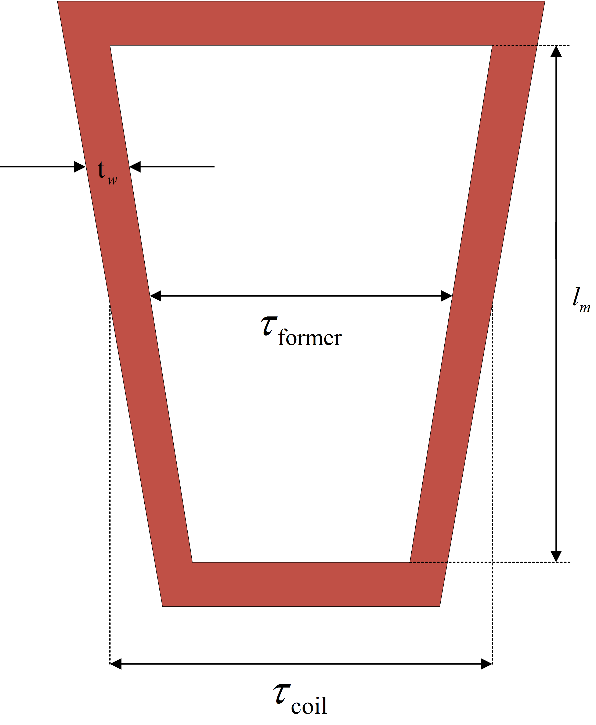 t_w
τ_former
l_m
τ_coil